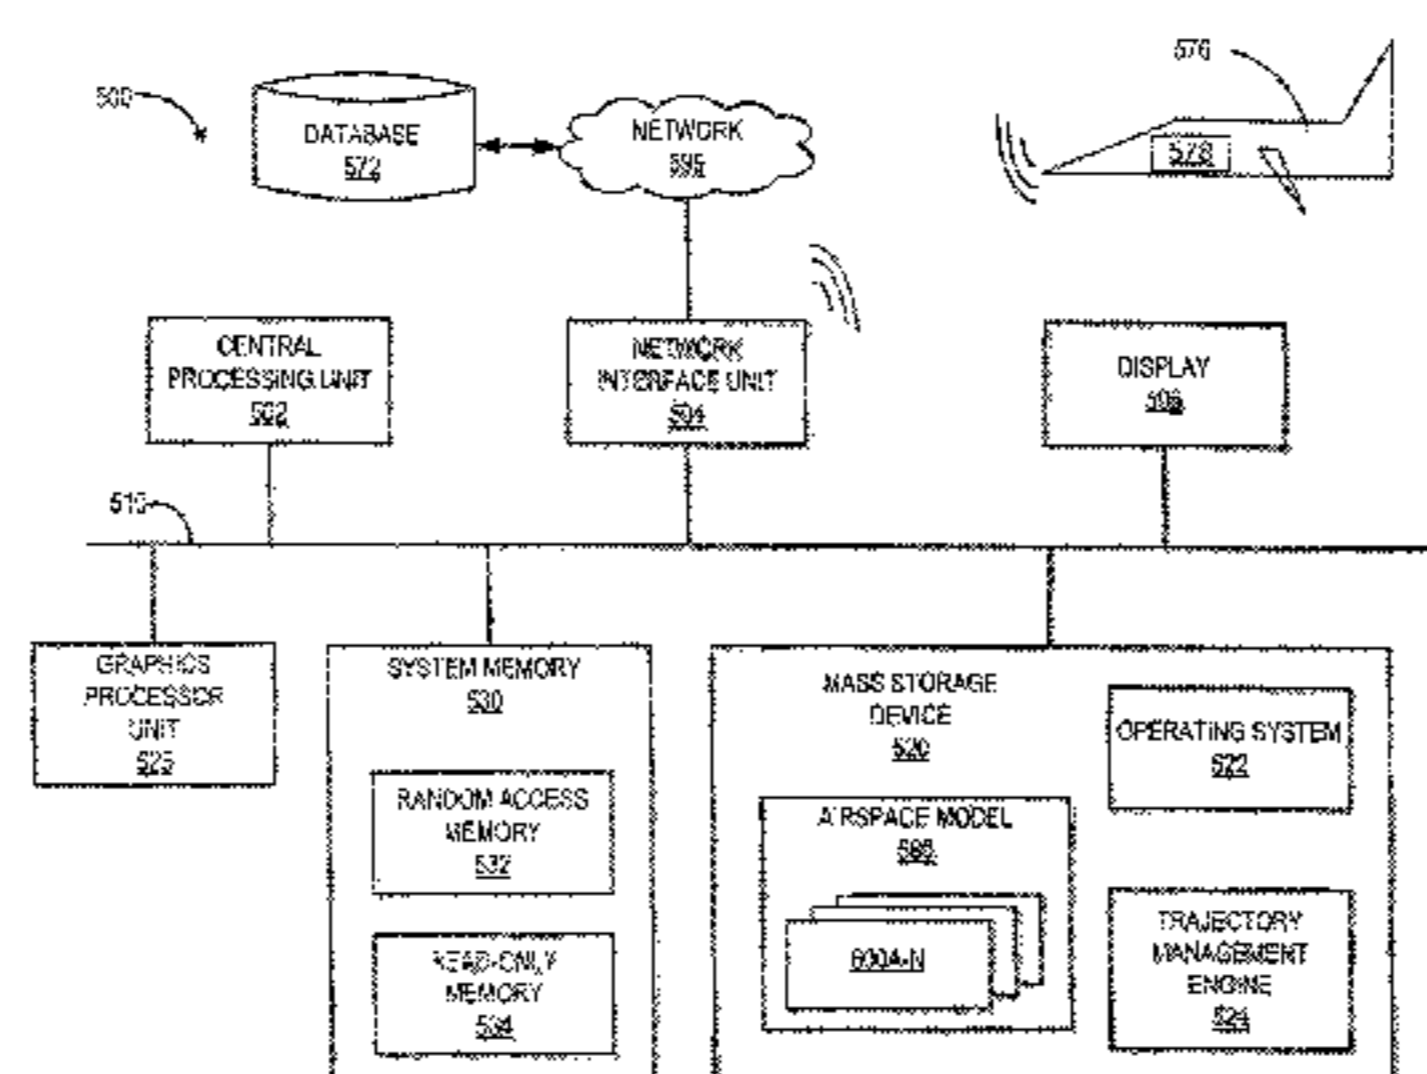 500
DATABASE
572
NETWORK
595
576
578
CENTRAL
PROCESSING UNIT
502
NETWORK
INTERFACE UNIT
504
DISPLAY
506
510
GRAPHICS
PROCESSOR
UNIT
525
SYSTEM MEMORY
530
RANDOM ACCESS
MEMORY
532
READ-ONLY
MEMORY
534
MASS STORAGE
DEVICE
520
OPERATING SYSTEM
522
AIRSPACE MODEL
600A-N
TRAJECTORY
MANAGEMENT
ENGINE
524